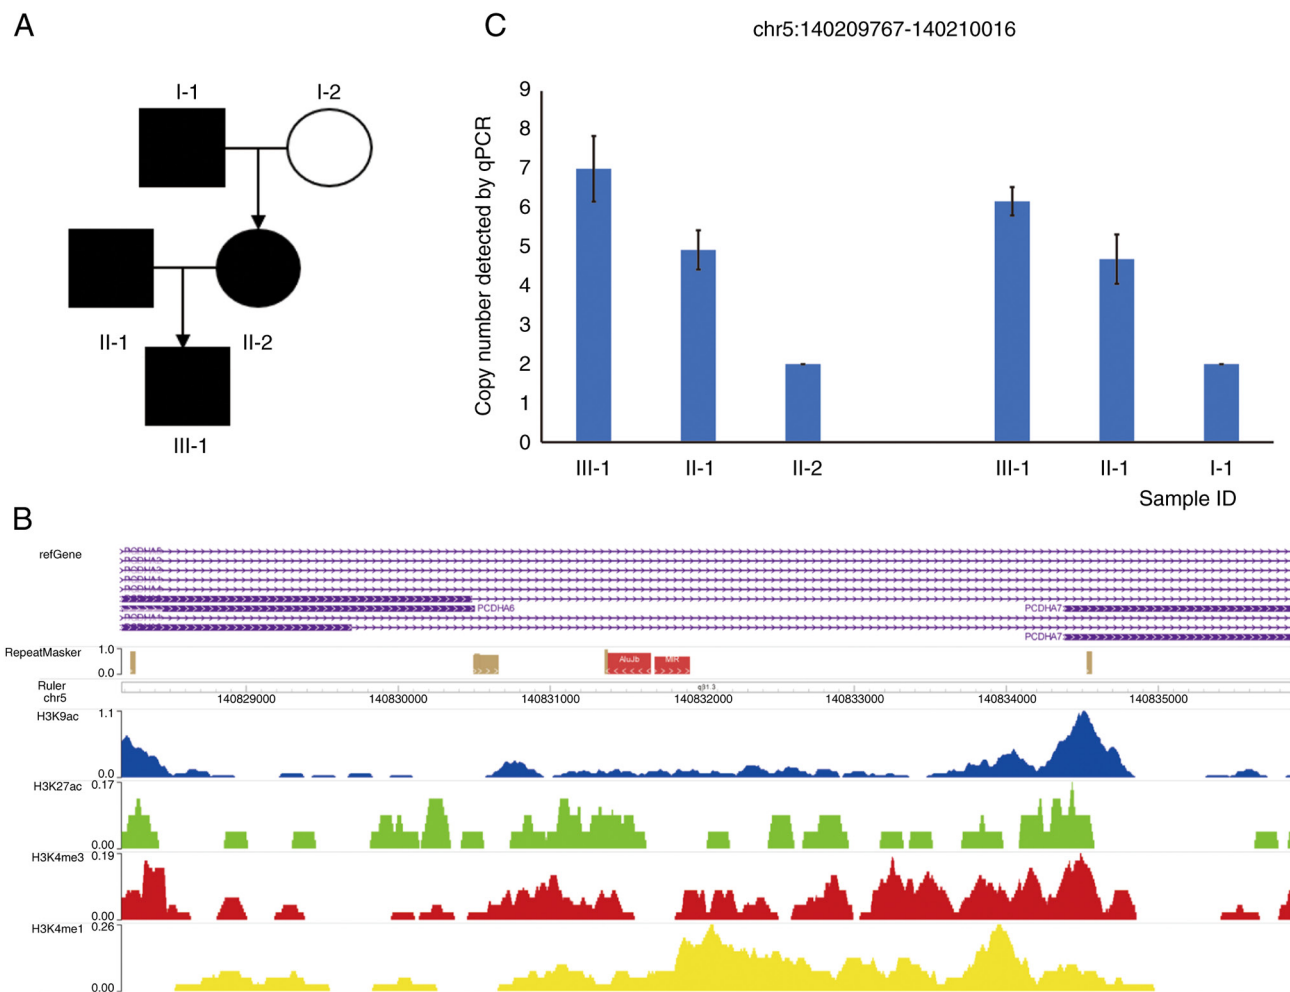 A
I-1 I-2
II-1 II-2
III-1
C
chr5:140209767-140210016
Copy number detected by qPCR
9
8
7
6
5
4
3
2
1
0
III-1 II-1 II-2 III-1 II-1 I-1
Sample ID
B
refGene
PCDHA6
PCDHA7
PCDHA7
RepeatMasker 1.0
0.0
AluJb MIR
Ruler
chr5
q31.3
140829000 140830000 140831000 140832000 140833000 140834000 140835000
H3K9ac 1.1
0.0
H3K27ac 0.17
0.00
H3K4me3 0.19
0.00
H3K4me1 0.26
0.00